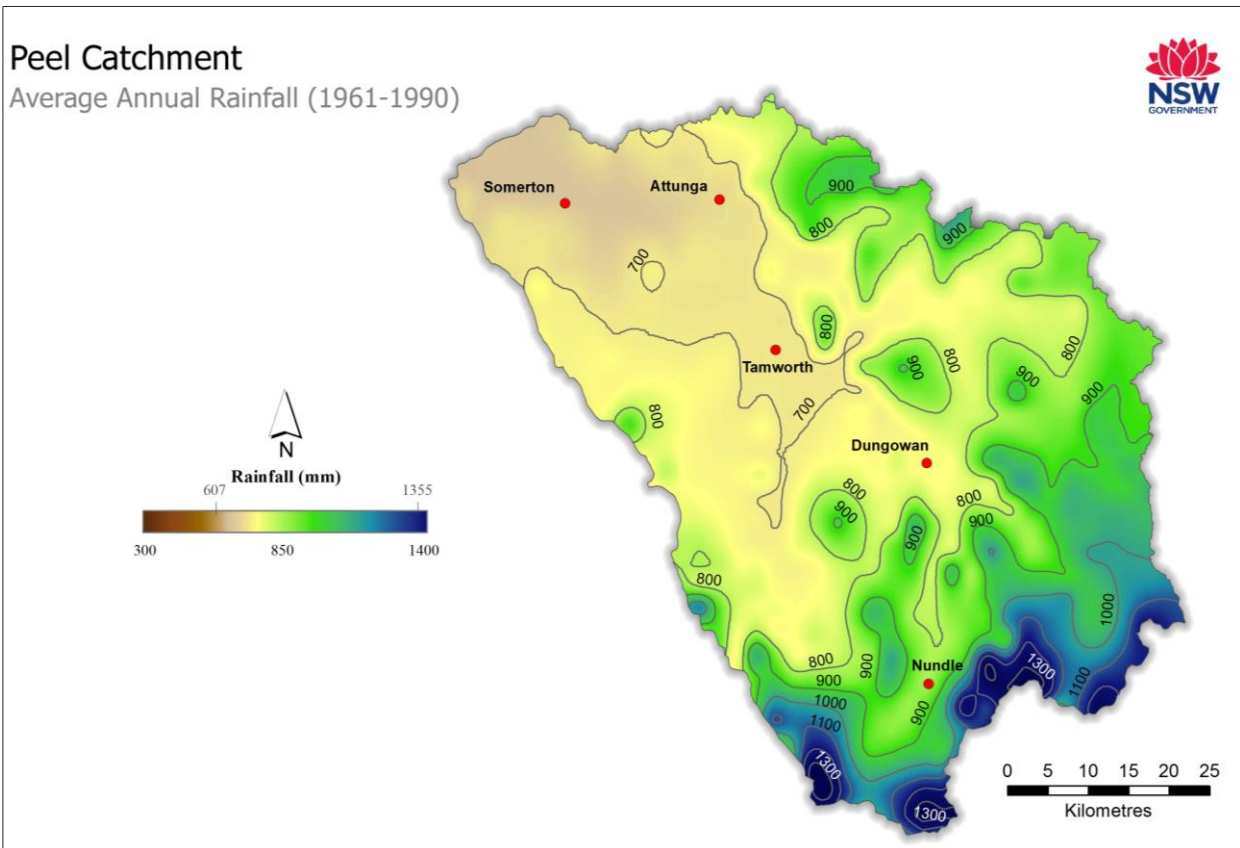 Peel Catchment
Average Annual Rainfall (1961-1990)
NSW
GOVERNMENT
Somerton
Attunga
900
800
900
700
800
Tamworth
800
900
800
900
900
700
800
Dungowan
800
900
800
900
900
N
Rainfall (mm)
607
1355
300
850
1400
800
1000
800
900
Nundle
900
1300
1100
1000
900
1100
1300
1300
0 5 10 15 20 25
Kilometres